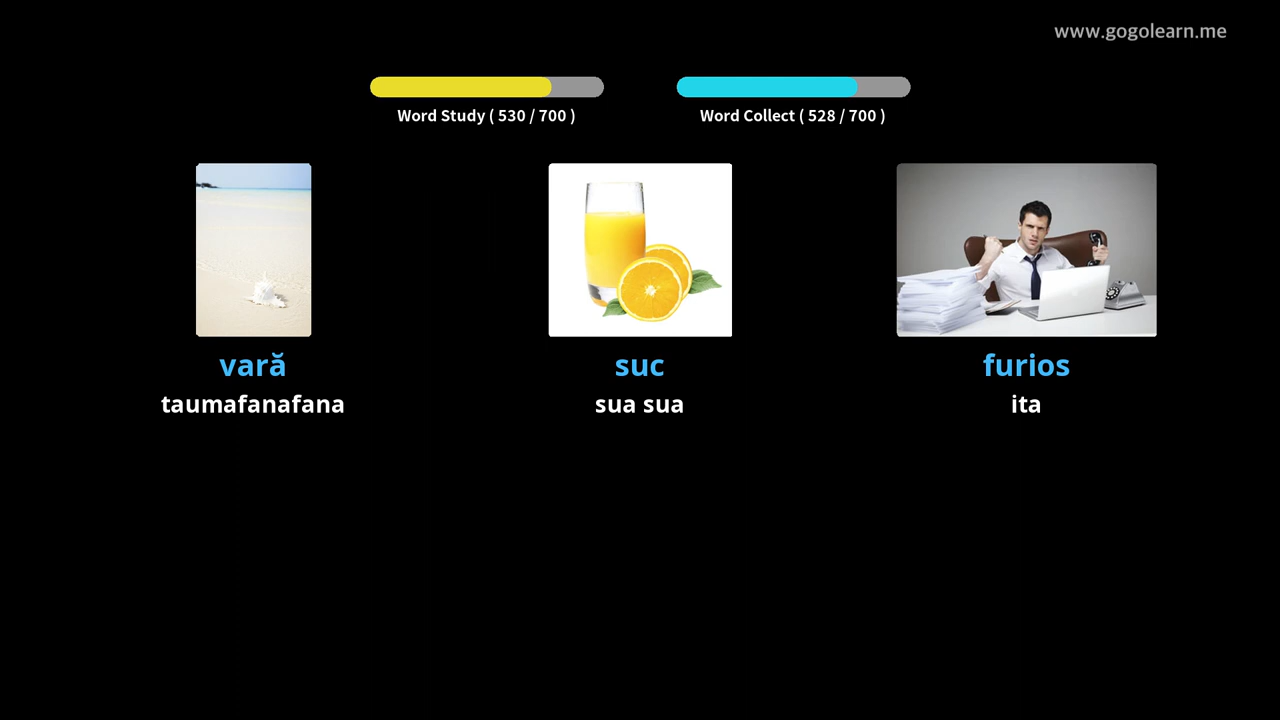 www.gogolearn.me
Word Study ( 530 / 700 )
Word Collect ( 528 / 700 )
vară
suc
furios
taumafanafana
sua sua
ita